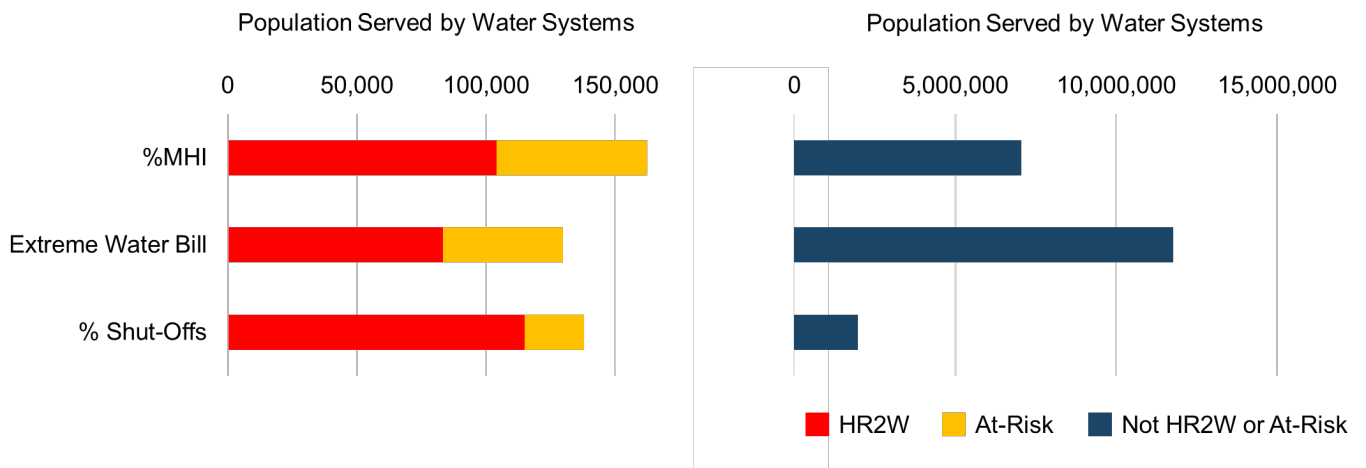 Population Served by Water Systems
0 50,000 100,000 150,000
%MHI
Extreme Water Bill
% Shut-Offs
Population Served by Water Systems
0 5,000,000 10,000,000 15,000,000
HR2W At-Risk Not HR2W or At-Risk